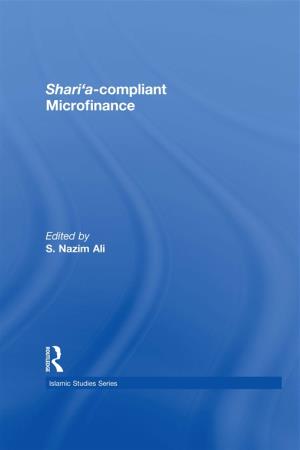 Shari'a-compliant
Microfinance
Edited by
S. Nazim Ali
R
ROUTLEDGE
Islamic Studies Series